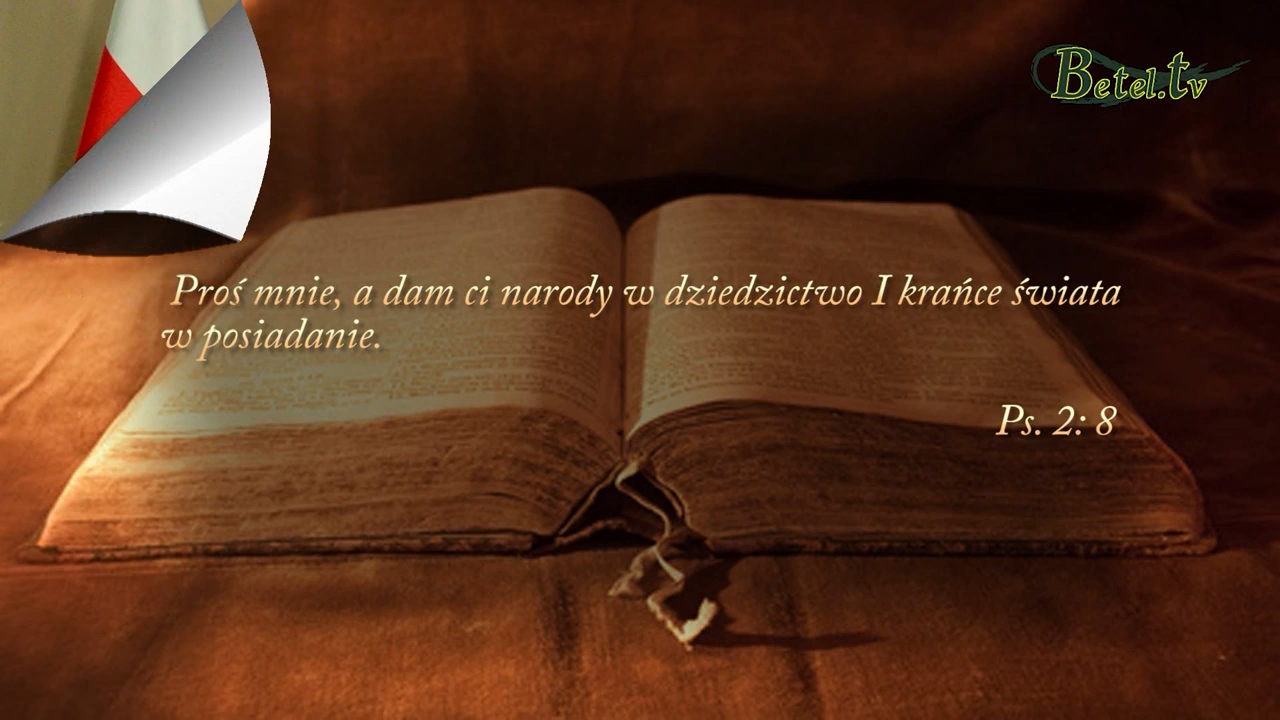 Betel.tv
Proś mnie, a dam ci narody w dziedzictwo I krańce świata
w posiadanie.
Ps. 2: 8